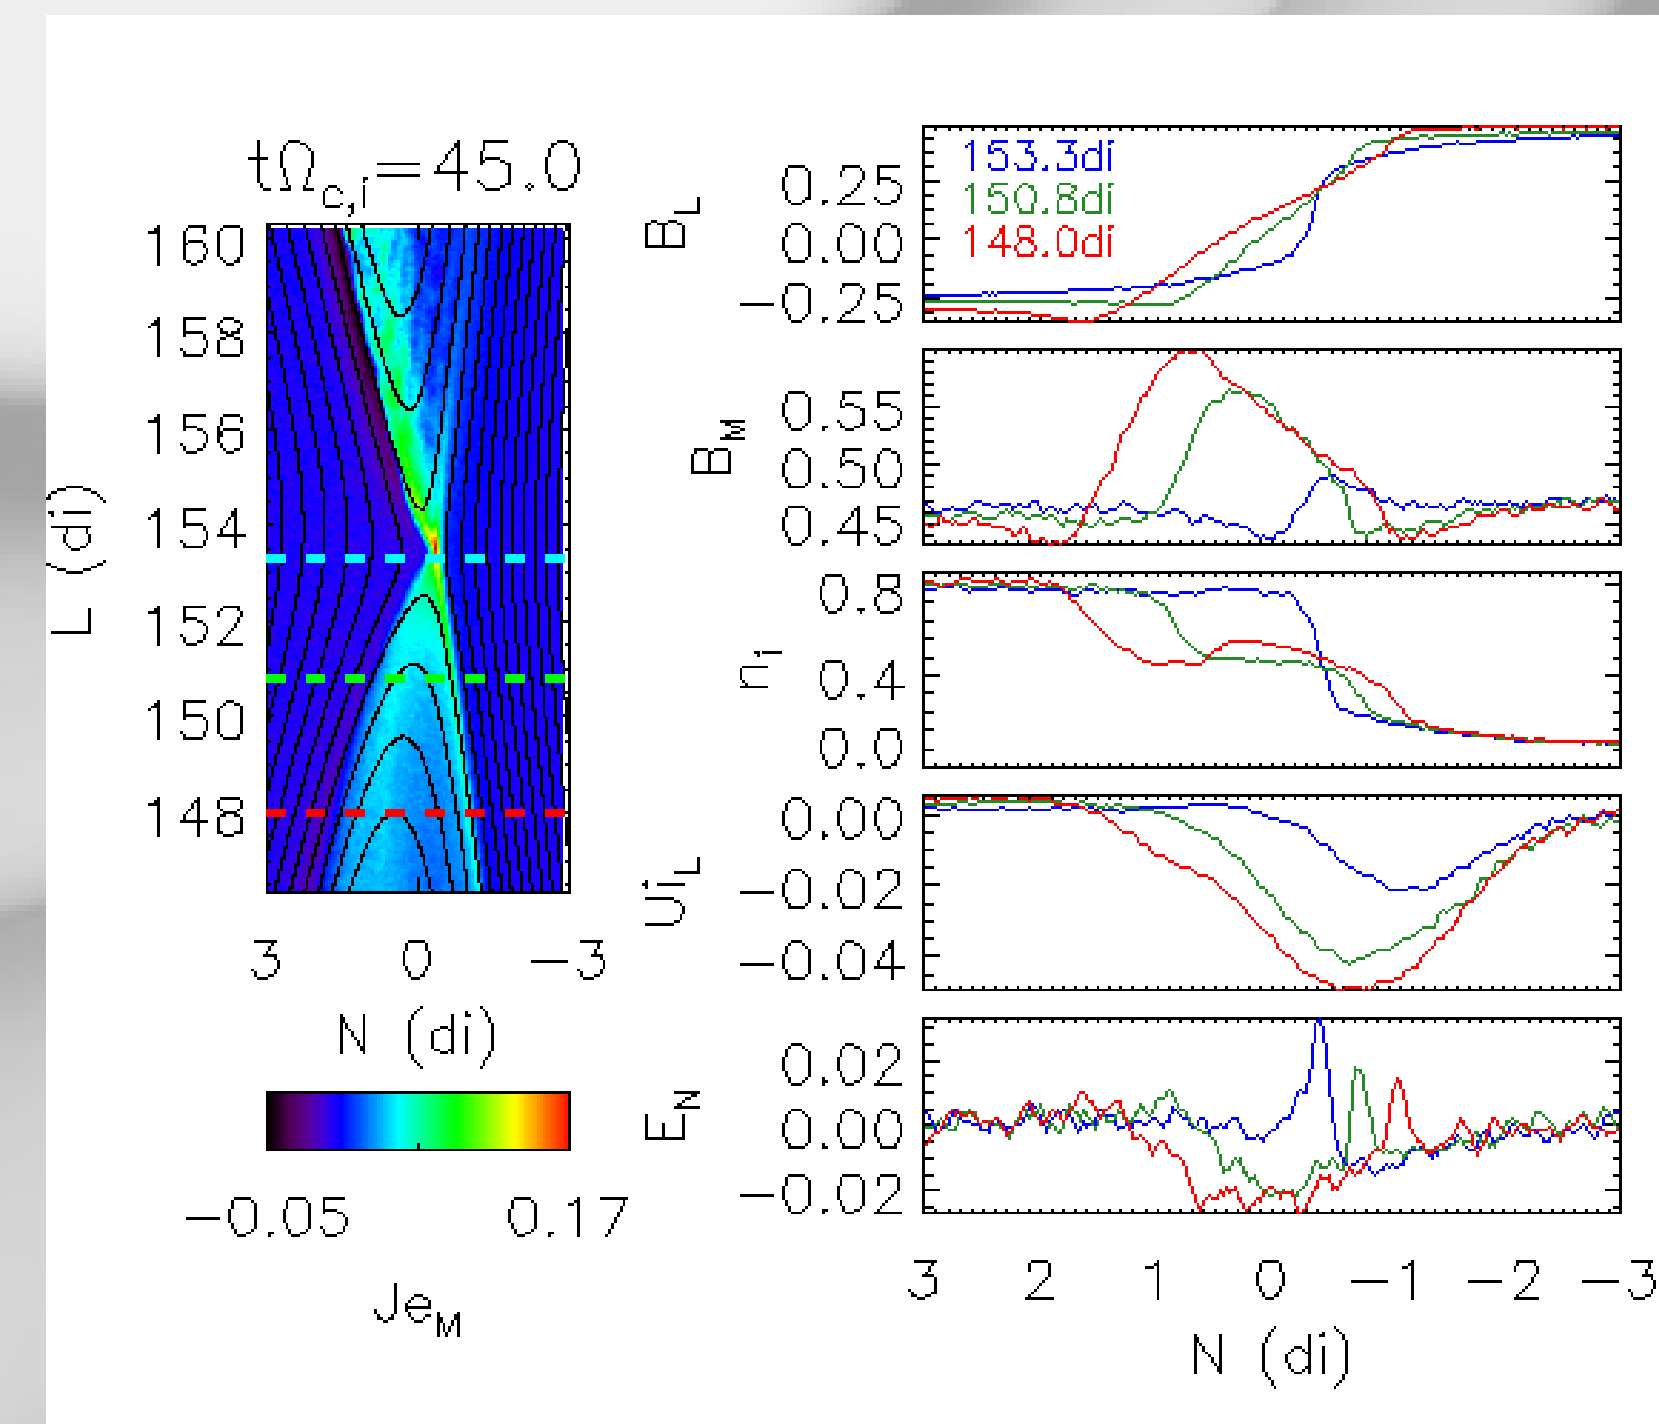 tΩc,i=45.0
160
158
156
154
152
150
148
L (di)
3 0 −3
N (di)
−0.05 0.17
JeM
153.3di
150.8di
148.0di
BL
0.25
0.00
−0.25
BM
0.55
0.50
0.45
ni
0.8
0.4
0.0
UiL
0.00
−0.02
−0.04
EN
0.02
0.00
−0.02
3 2 1 0 −1 −2 −3
N (di)